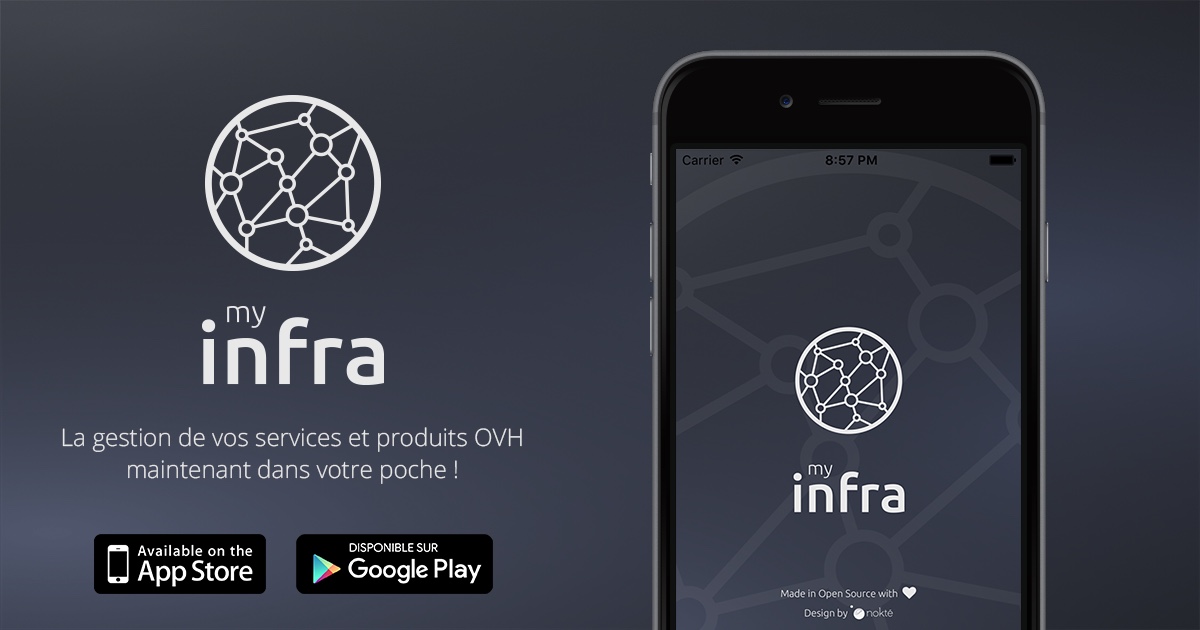 my
infra
La gestion de vos services et produits OVH
maintenant dans votre poche !
Available on the
App Store
DISPONIBLE SUR
Google Play
Carrier 8:57 PM
my
infra
Made in Open Source with
Design by nokté